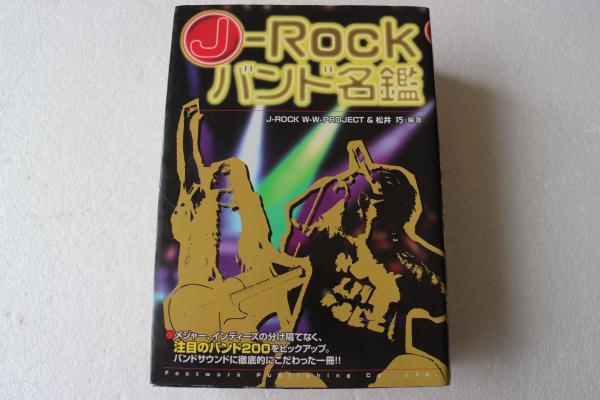 J-Rock
バンド名鑑
J-ROCK W-W-PROJECT & 松井 巧・編著
●メジャー、インディーズの分け隔てなく、
注目のバンド200をピックアップ。
バンドサウンドに徹底的にこだわった一冊!!
Footwork Publishing Co.,Ltd.